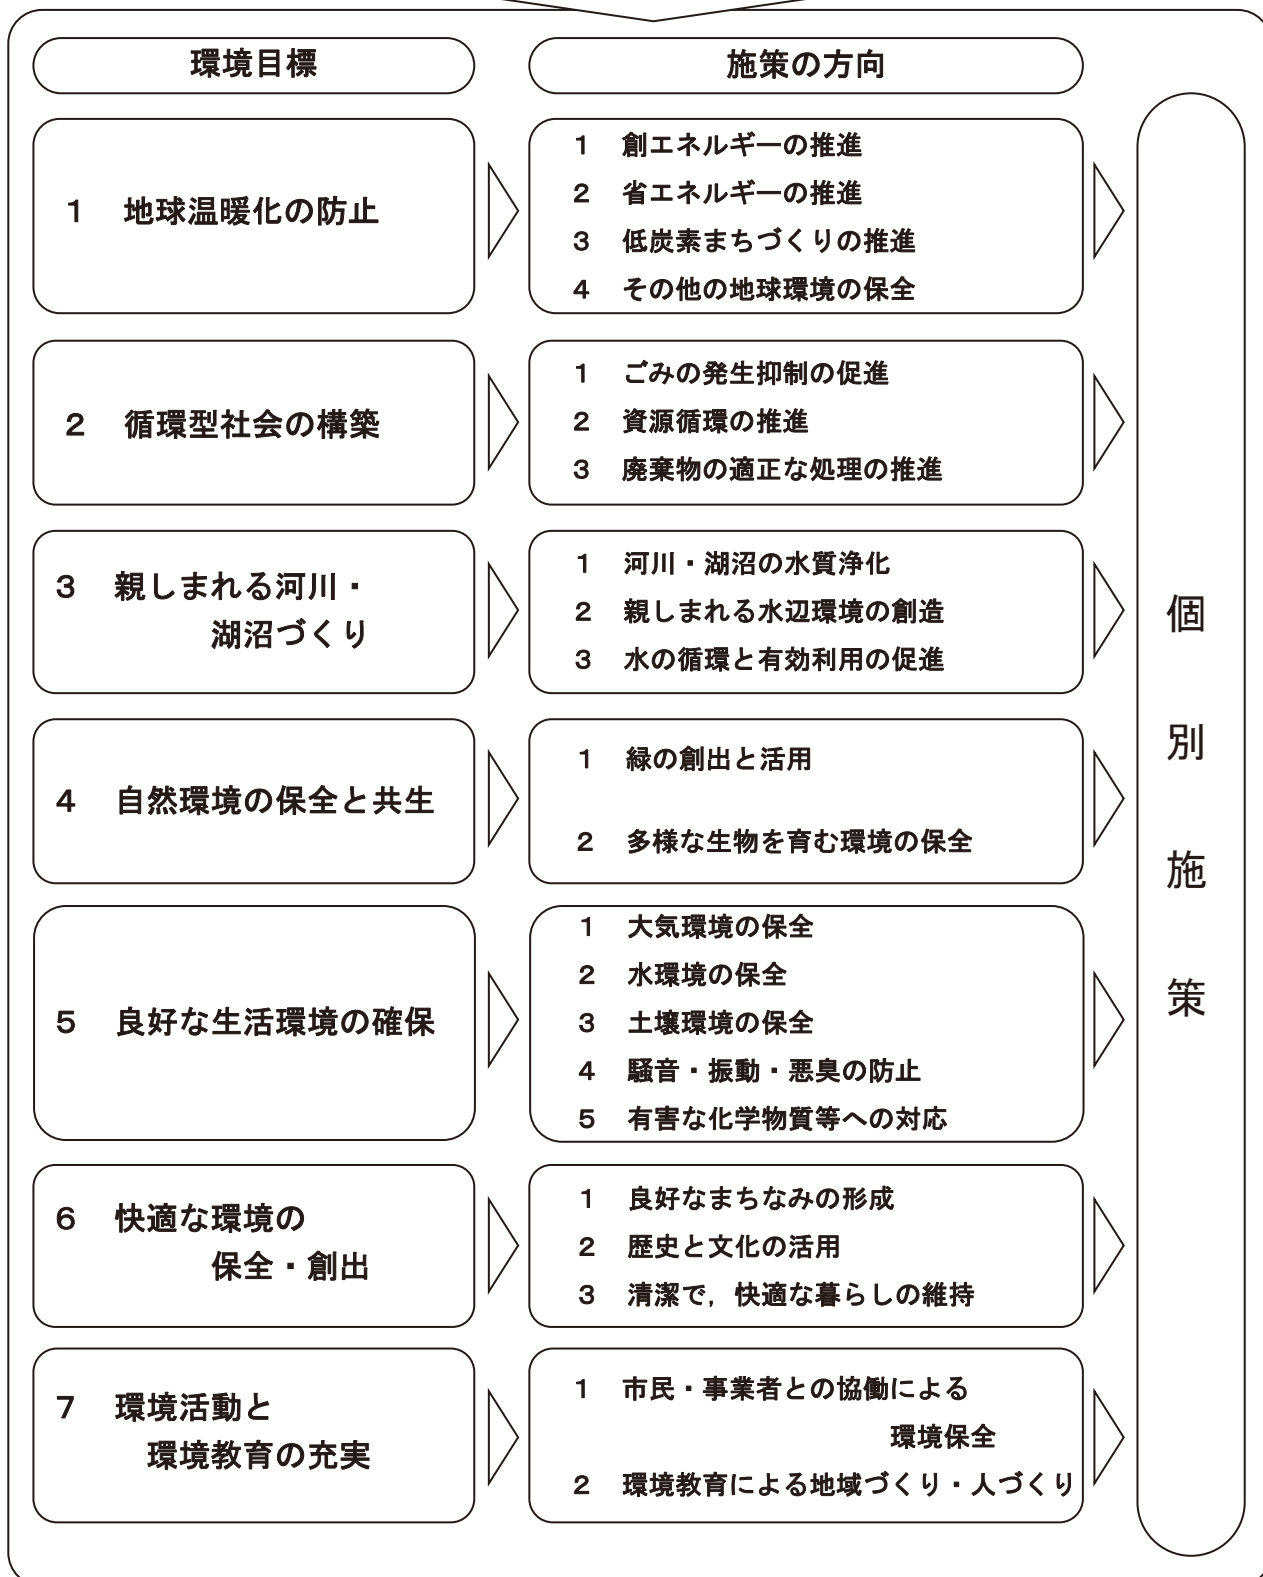 環境目標
施策の方向
1 地球温暖化の防止
1 創エネルギーの推進
2 省エネルギーの推進
3 低炭素まちづくりの推進
4 その他の地球環境の保全
2 循環型社会の構築
1 ごみの発生抑制の促進
2 資源循環の推進
3 廃棄物の適正な処理の推進
3 親しまれる河川・
湖沼づくり
1 河川・湖沼の水質浄化
2 親しまれる水辺環境の創造
3 水の循環と有効利用の促進
4 自然環境の保全と共生
1 緑の創出と活用
2 多様な生物を育む環境の保全
5 良好な生活環境の確保
1 大気環境の保全
2 水環境の保全
3 土壌環境の保全
4 騒音・振動・悪臭の防止
5 有害な化学物質等への対応
6 快適な環境の
保全・創出
1 良好なまちなみの形成
2 歴史と文化の活用
3 清潔で，快適な暮らしの維持
7 環境活動と
環境教育の充実
1 市民・事業者との協働による
環境保全
2 環境教育による地域づくり・人づくり
個別施策